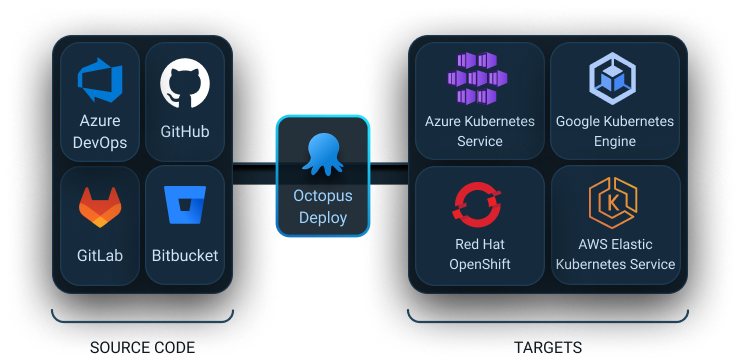 Azure
DevOps
GitHub
GitLab
Bitbucket
SOURCE CODE
Octopus
Deploy
Azure Kubernetes
Service
Google Kubernetes
Engine
Red Hat
OpenShift
AWS Elastic
Kubernetes Service
K
TARGETS